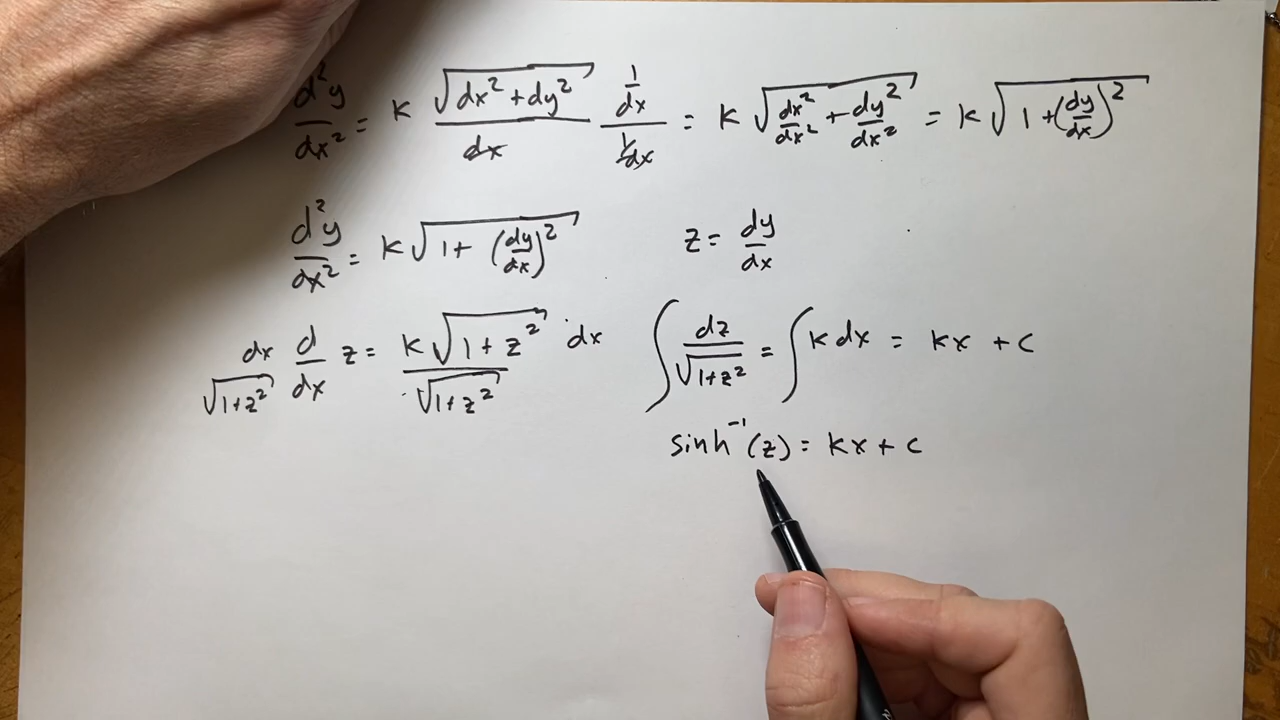 d²y/dx² = k √(dx² + dy²)/dx (1/dx)/(1/dx) = k √(dx²/dx² + dy²/dx²) = k √(1 + (dy/dx)²)
d²y/dx² = k √(1 + (dy/dx)²) z = dy/dx
dx/√(1+z²) d/dx z = k √(1+z²)/√(1+z²) dx ∫ dz/√(1+z²) = ∫ k dx = kx + c
sinh⁻¹(z) = kx + c